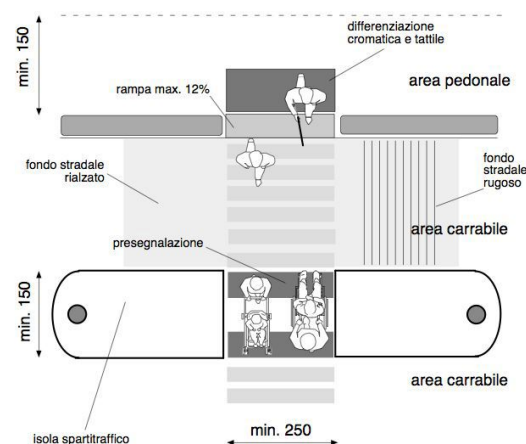 differenziazione
cromatica e tattile
min. 150
area pedonale
rampa max. 12%
fondo stradale
rialzato
fondo
stradale
rugoso
area carrabile
presegnalazione
min. 150
area carrabile
isola spartitraffico
min. 250